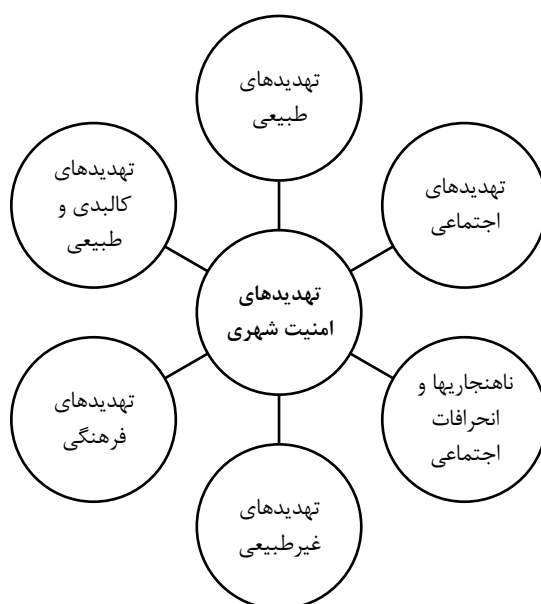 تهدیدهای
طبیعی
تهدیدهای
اجتماعی
ناهنجاریها و
انحرافات
اجتماعی
تهدیدهای
غیرطبیعی
تهدیدهای
فرهنگی
تهدیدهای
کالبدی و
طبیعی
تهدیدهای
امنیت شهری